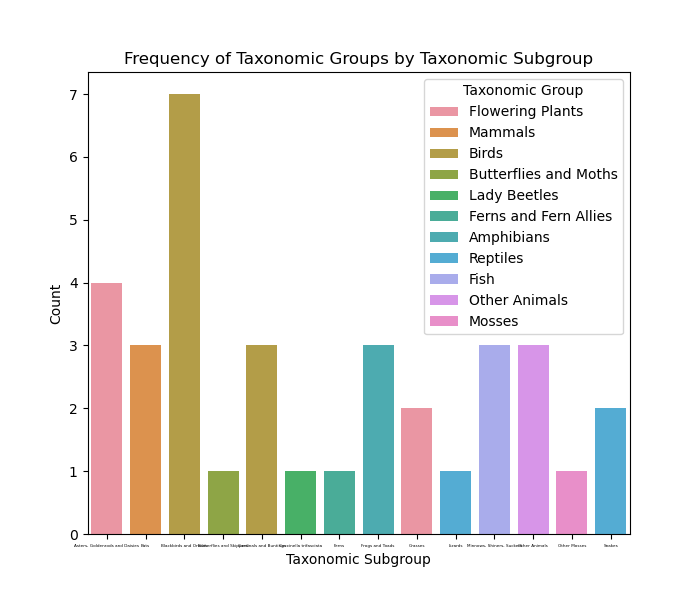 Frequency of Taxonomic Groups by Taxonomic Subgroup
Taxonomic Group
Flowering Plants
Mammals
Birds
Butterflies and Moths
Lady Beetles
Ferns and Fern Allies
Amphibians
Reptiles
Fish
Other Animals
Mosses
Count
7
6
5
4
3
2
1
0
Asters, Goldenrods and Daisies
Bats
Blackbirds and Orioles
Butterflies and Skippers
Cardinals and Buntings
Coccinella trifasciata
Ferns
Frogs and Toads
Grasses
Lizards
Minnows, Shiners, Suckers
Other Animals
Other Mosses
Snakes
Taxonomic Subgroup